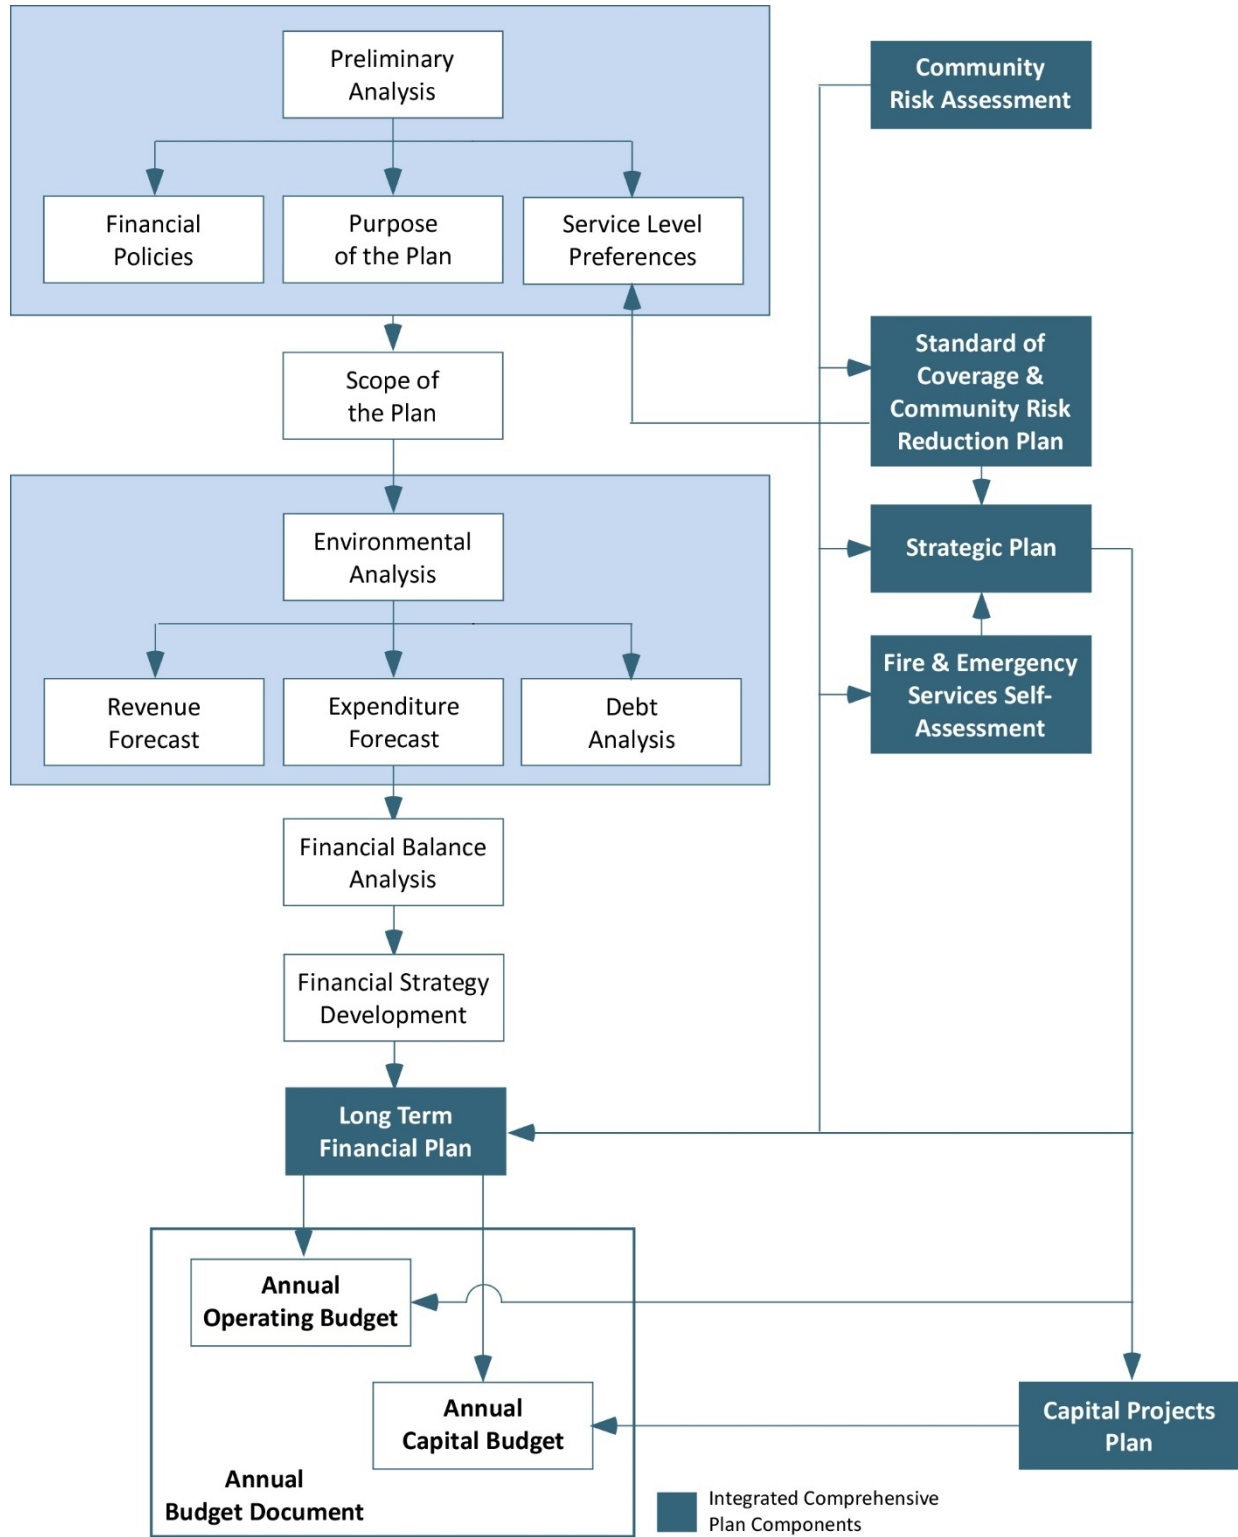 Preliminary
Analysis
Community
Risk Assessment
Financial
Policies
Purpose
of the Plan
Service Level
Preferences
Scope of
the Plan
Standard of
Coverage &
Community Risk
Reduction Plan
Environmental
Analysis
Strategic Plan
Revenue
Forecast
Expenditure
Forecast
Debt
Analysis
Fire & Emergency
Services Self-
Assessment
Financial Balance
Analysis
Financial Strategy
Development
Long Term
Financial Plan
Annual
Operating Budget
Annual
Capital Budget
Capital Projects
Plan
Annual
Budget Document
Integrated Comprehensive
Plan Components